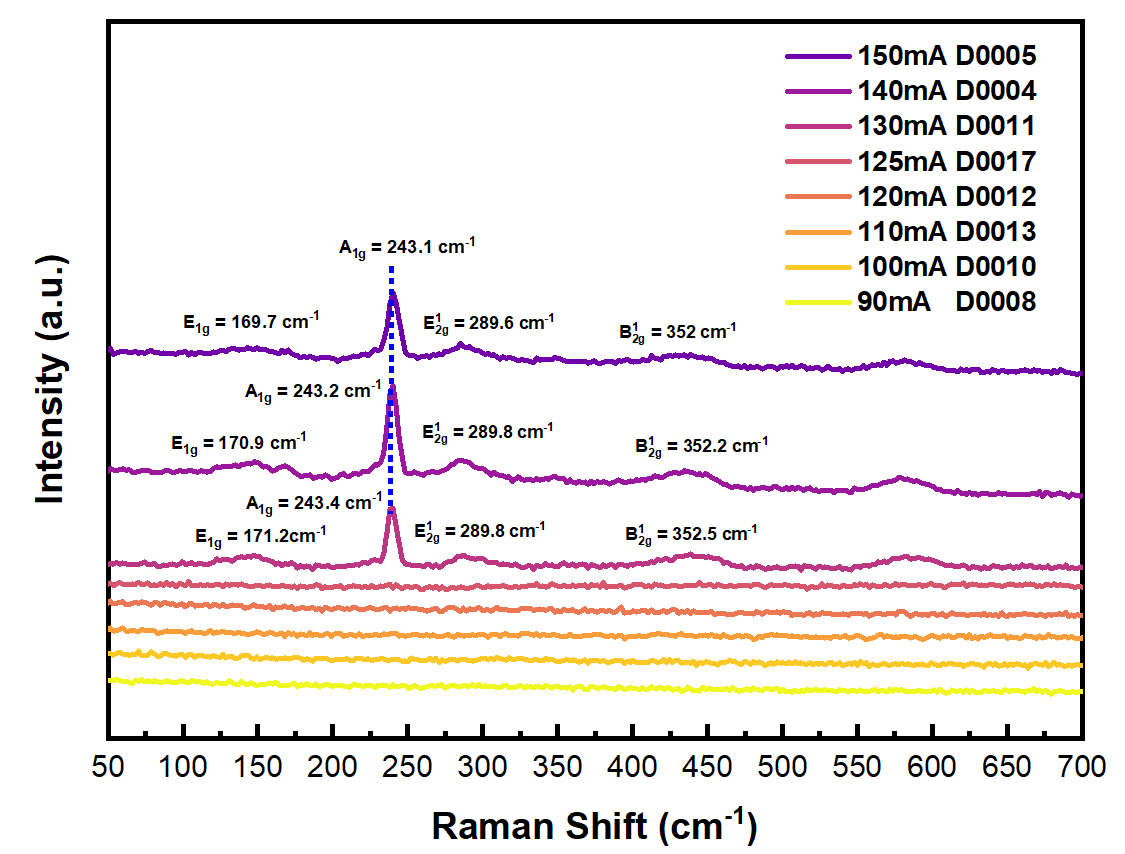 150mA D0005
140mA D0004
130mA D0011
125mA D0017
120mA D0012
110mA D0013
100mA D0010
90mA D0008
A1g = 243.1 cm-1
E1g = 169.7 cm-1
E12g = 289.6 cm-1
B12g = 352 cm-1
A1g = 243.2 cm-1
E1g = 170.9 cm-1
E12g = 289.8 cm-1
B12g = 352.2 cm-1
A1g = 243.4 cm-1
E1g = 171.2cm-1
E12g = 289.8 cm-1
B12g = 352.5 cm-1
Intensity (a.u.)
50 100 150 200 250 300 350 400 450 500 550 600 650 700
Raman Shift (cm-1)